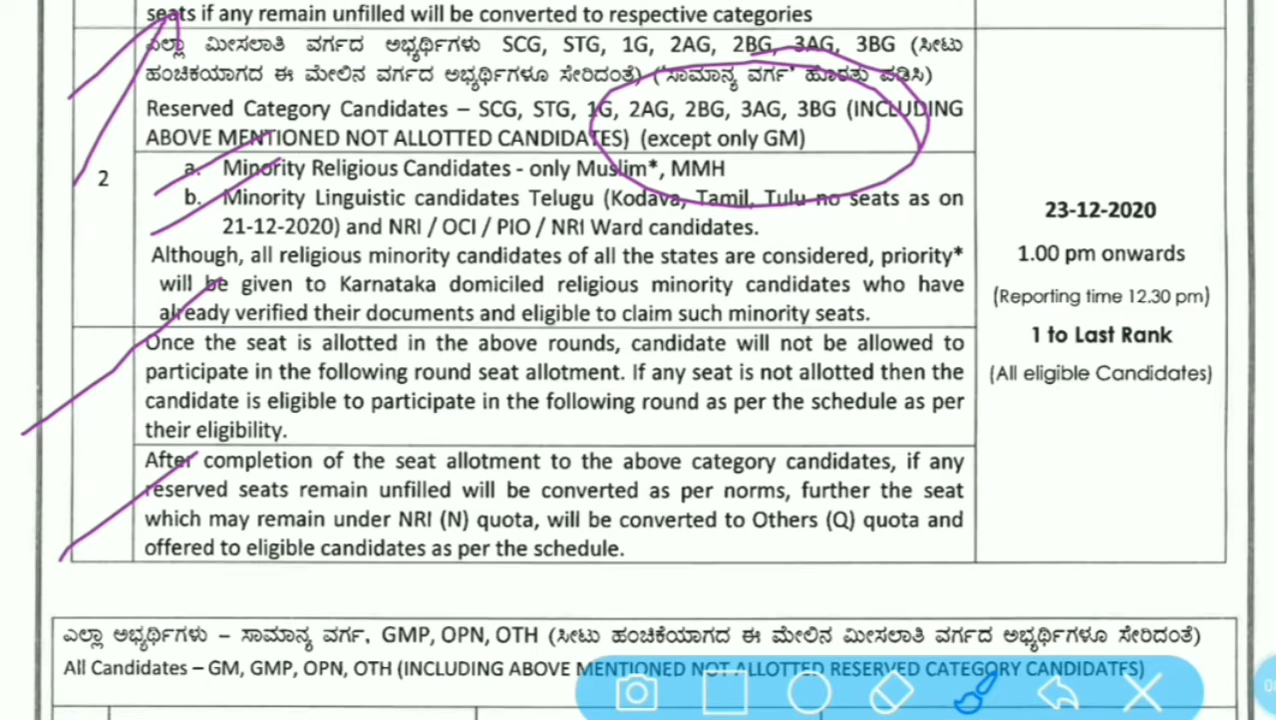 seats if any remain unfilled will be converted to respective categories
ಎಲ್ಲಾ ಮೀಸಲಾತಿ ವರ್ಗದ ಅಭ್ಯರ್ಥಿಗಳು SCG, STG, 1G, 2AG, 2BG, 3AG, 3BG (ಸೀಟು
ಹಂಚಿಕೆಯಾಗದ ಈ ಮೇಲಿನ ವರ್ಗದ ಅಭ್ಯರ್ಥಿಗಳೂ ಸೇರಿದಂತೆ) ('ಸಾಮಾನ್ಯ ವರ್ಗ' ಹೊರತು ಪಡಿಸಿ)
Reserved Category Candidates – SCG, STG, 1G, 2AG, 2BG, 3AG, 3BG (INCLUDING
ABOVE MENTIONED NOT ALLOTTED CANDIDATES) (except only GM)
2
a. Minority Religious Candidates - only Muslim*, MMH
b. Minority Linguistic candidates Telugu (Kodava, Tamil, Tulu no seats as on
21-12-2020) and NRI / OCI / PIO / NRI Ward candidates.
Although, all religious minority candidates of all the states are considered, priority*
will be given to Karnataka domiciled religious minority candidates who have
already verified their documents and eligible to claim such minority seats.
Once the seat is allotted in the above rounds, candidate will not be allowed to
participate in the following round seat allotment. If any seat is not allotted then the
candidate is eligible to participate in the following round as per the schedule as per
their eligibility.
After completion of the seat allotment to the above category candidates, if any
reserved seats remain unfilled will be converted as per norms, further the seat
which may remain under NRI (N) quota, will be converted to Others (Q) quota and
offered to eligible candidates as per the schedule.
23-12-2020
1.00 pm onwards
(Reporting time 12.30 pm)
1 to Last Rank
(All eligible Candidates)
ಎಲ್ಲಾ ಅಭ್ಯರ್ಥಿಗಳು – ಸಾಮಾನ್ಯ ವರ್ಗ, GMP, OPN, OTH (ಸೀಟು ಹಂಚಿಕೆಯಾಗದ ಈ ಮೇಲಿನ ಮೀಸಲಾತಿ ವರ್ಗದ ಅಭ್ಯರ್ಥಿಗಳೂ ಸೇರಿದಂತೆ)
All Candidates – GM, GMP, OPN, OTH (INCLUDING ABOVE MENTIONED NOT ALLOTTED RESERVED CATEGORY CANDIDATES)